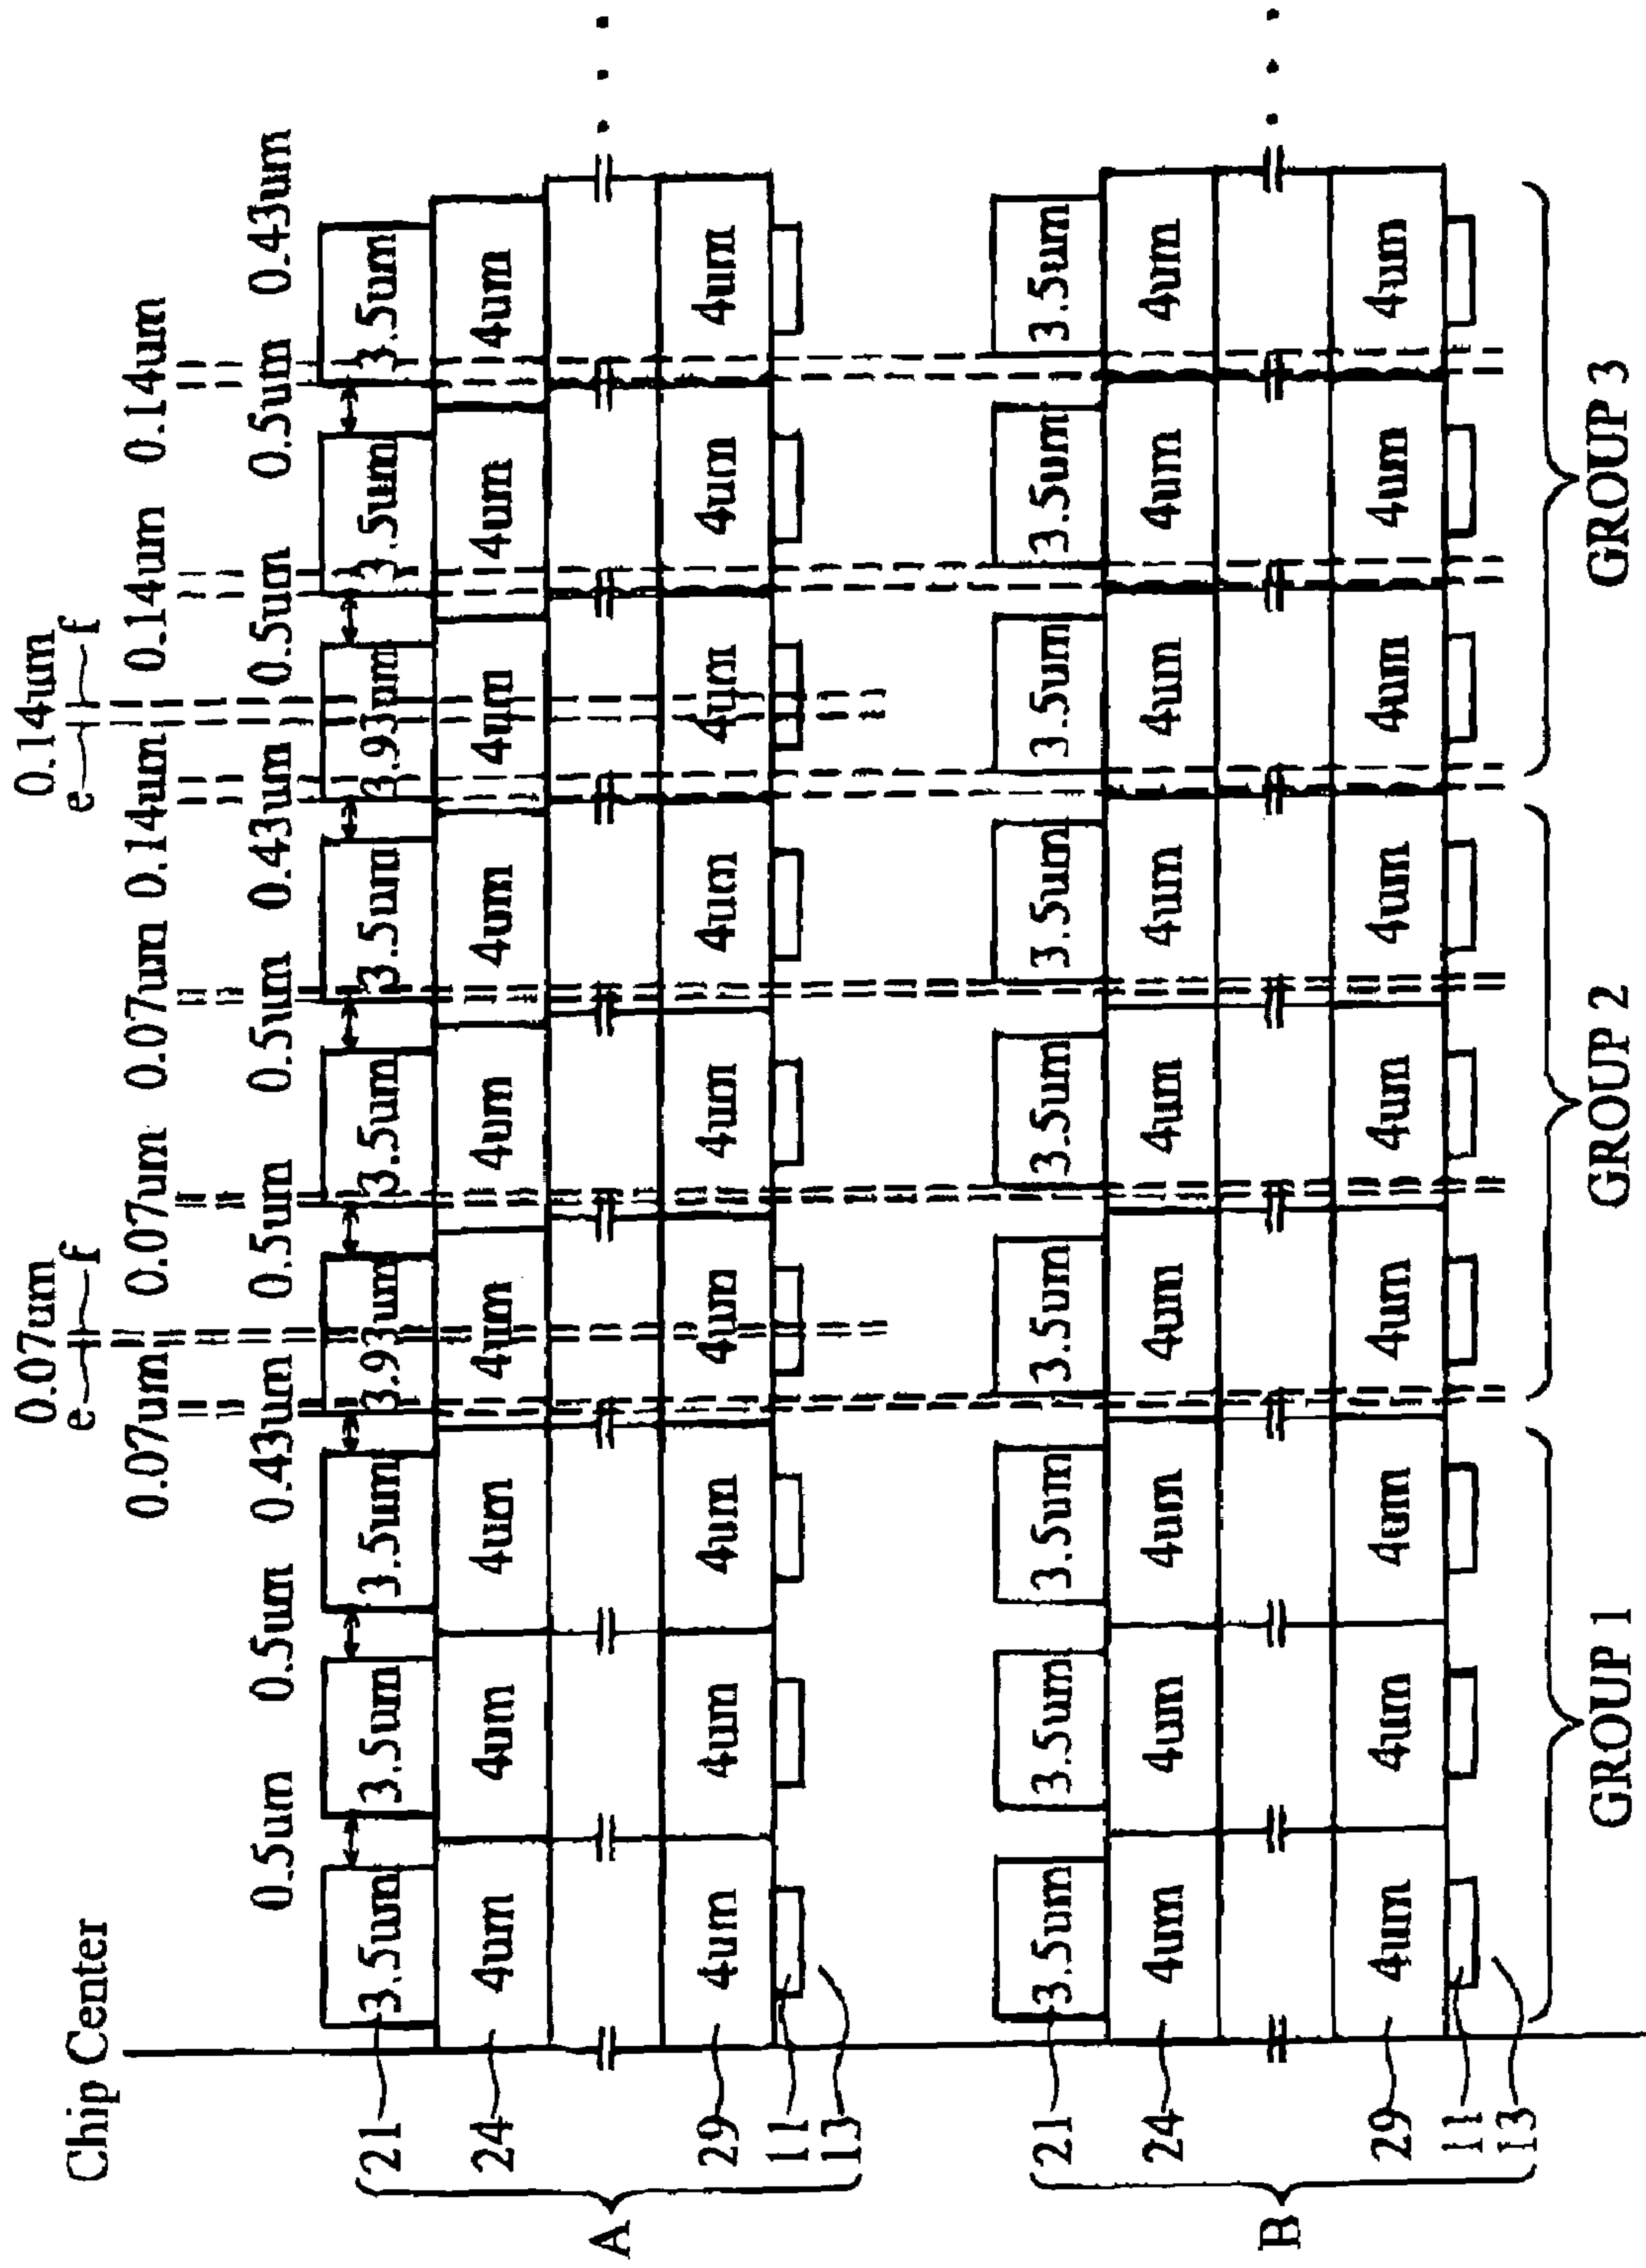 0.07um 0.14um
Chip Center e f e f
0.07um 0.07um 0.07um 0.14um 0.14um 0.14um
0.5um 0.5um 0.43um 0.5um 0.5um 0.43um 0.5um 0.5um 0.43um
21 3.5um 3.5um 3.5um 3.93um 3.5um 3.5um 3.93um 3.5um 3.5um
24 4um 4um 4um 4um 4um 4um 4um 4um 4um
A
29 4um 4um 4um 4um 4um 4um 4um 4um 4um
11
13
21 3.5um 3.5um 3.5um 3.5um 3.5um 3.5um 3.5um 3.5um 3.5um
24 4um 4um 4um 4um 4um 4um 4um 4um 4um
B
29 4um 4um 4um 4um 4um 4um 4um 4um 4um
11
13
GROUP 1 GROUP 2 GROUP 3